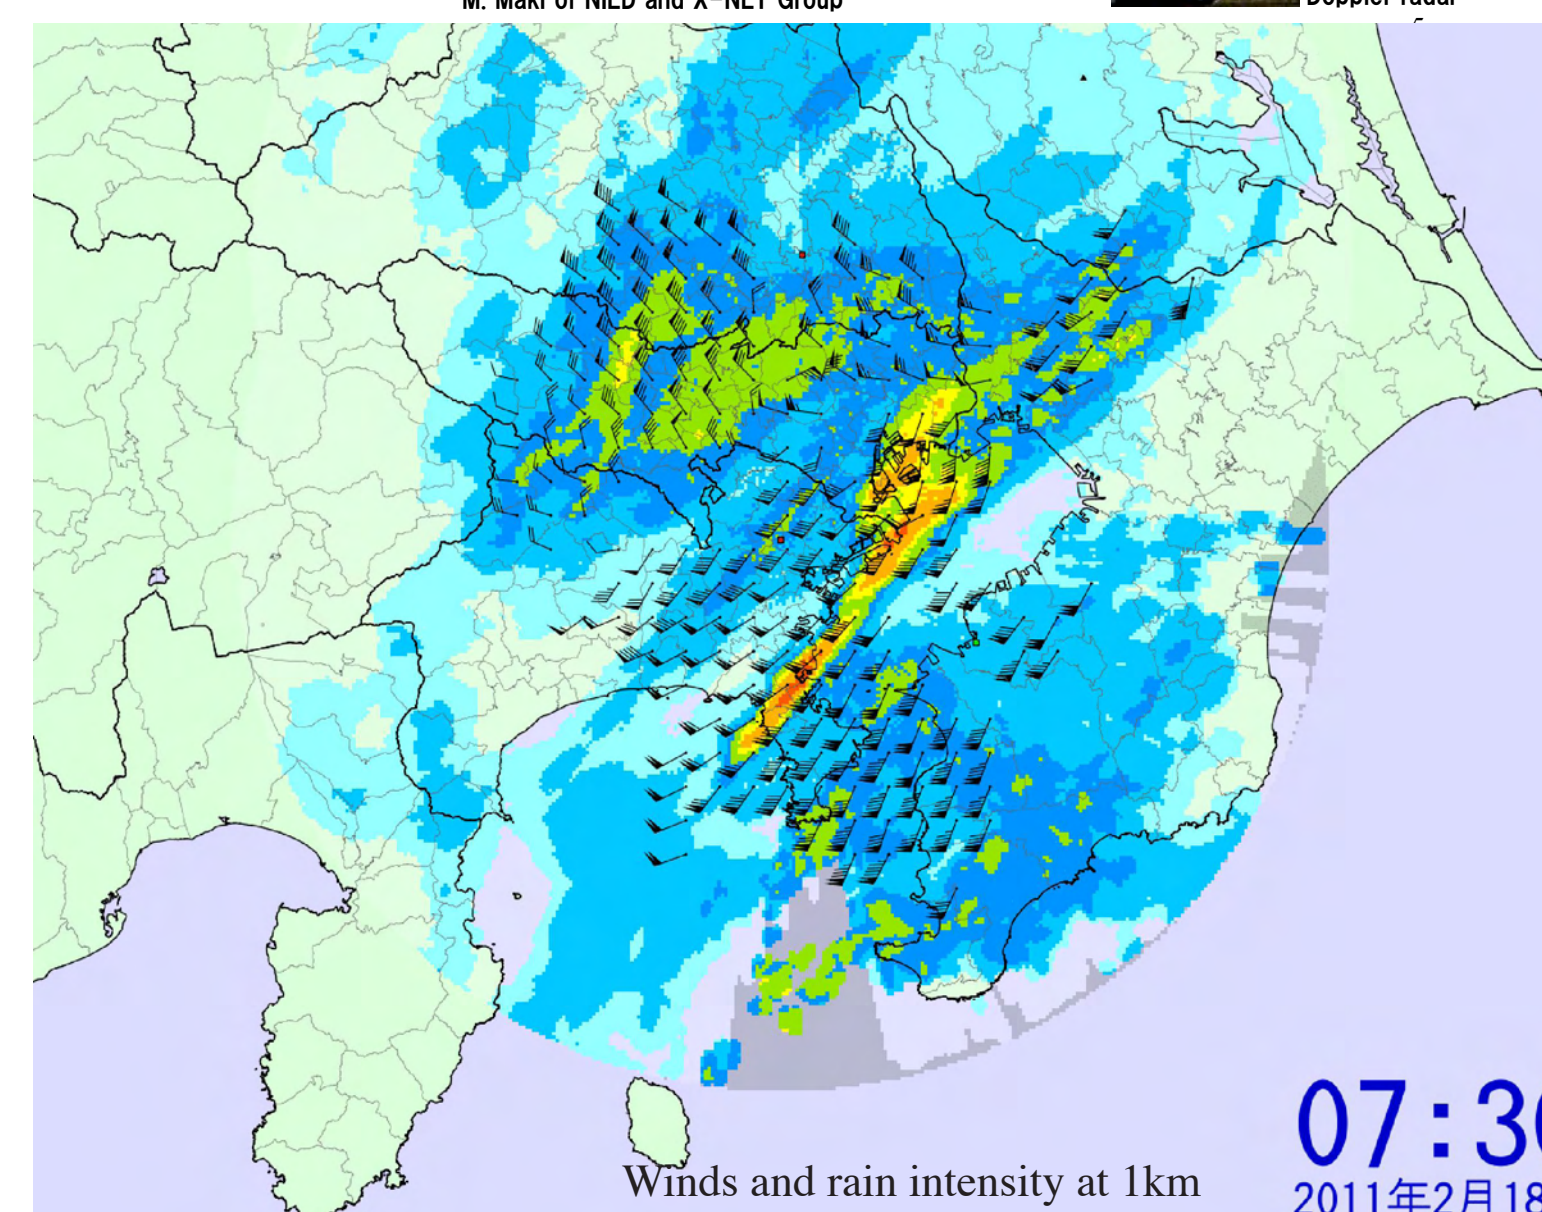 M. Maki of NIED and X-NET Group
Doppler radar
Winds and rain intensity at 1km
07:30
2011年2月18